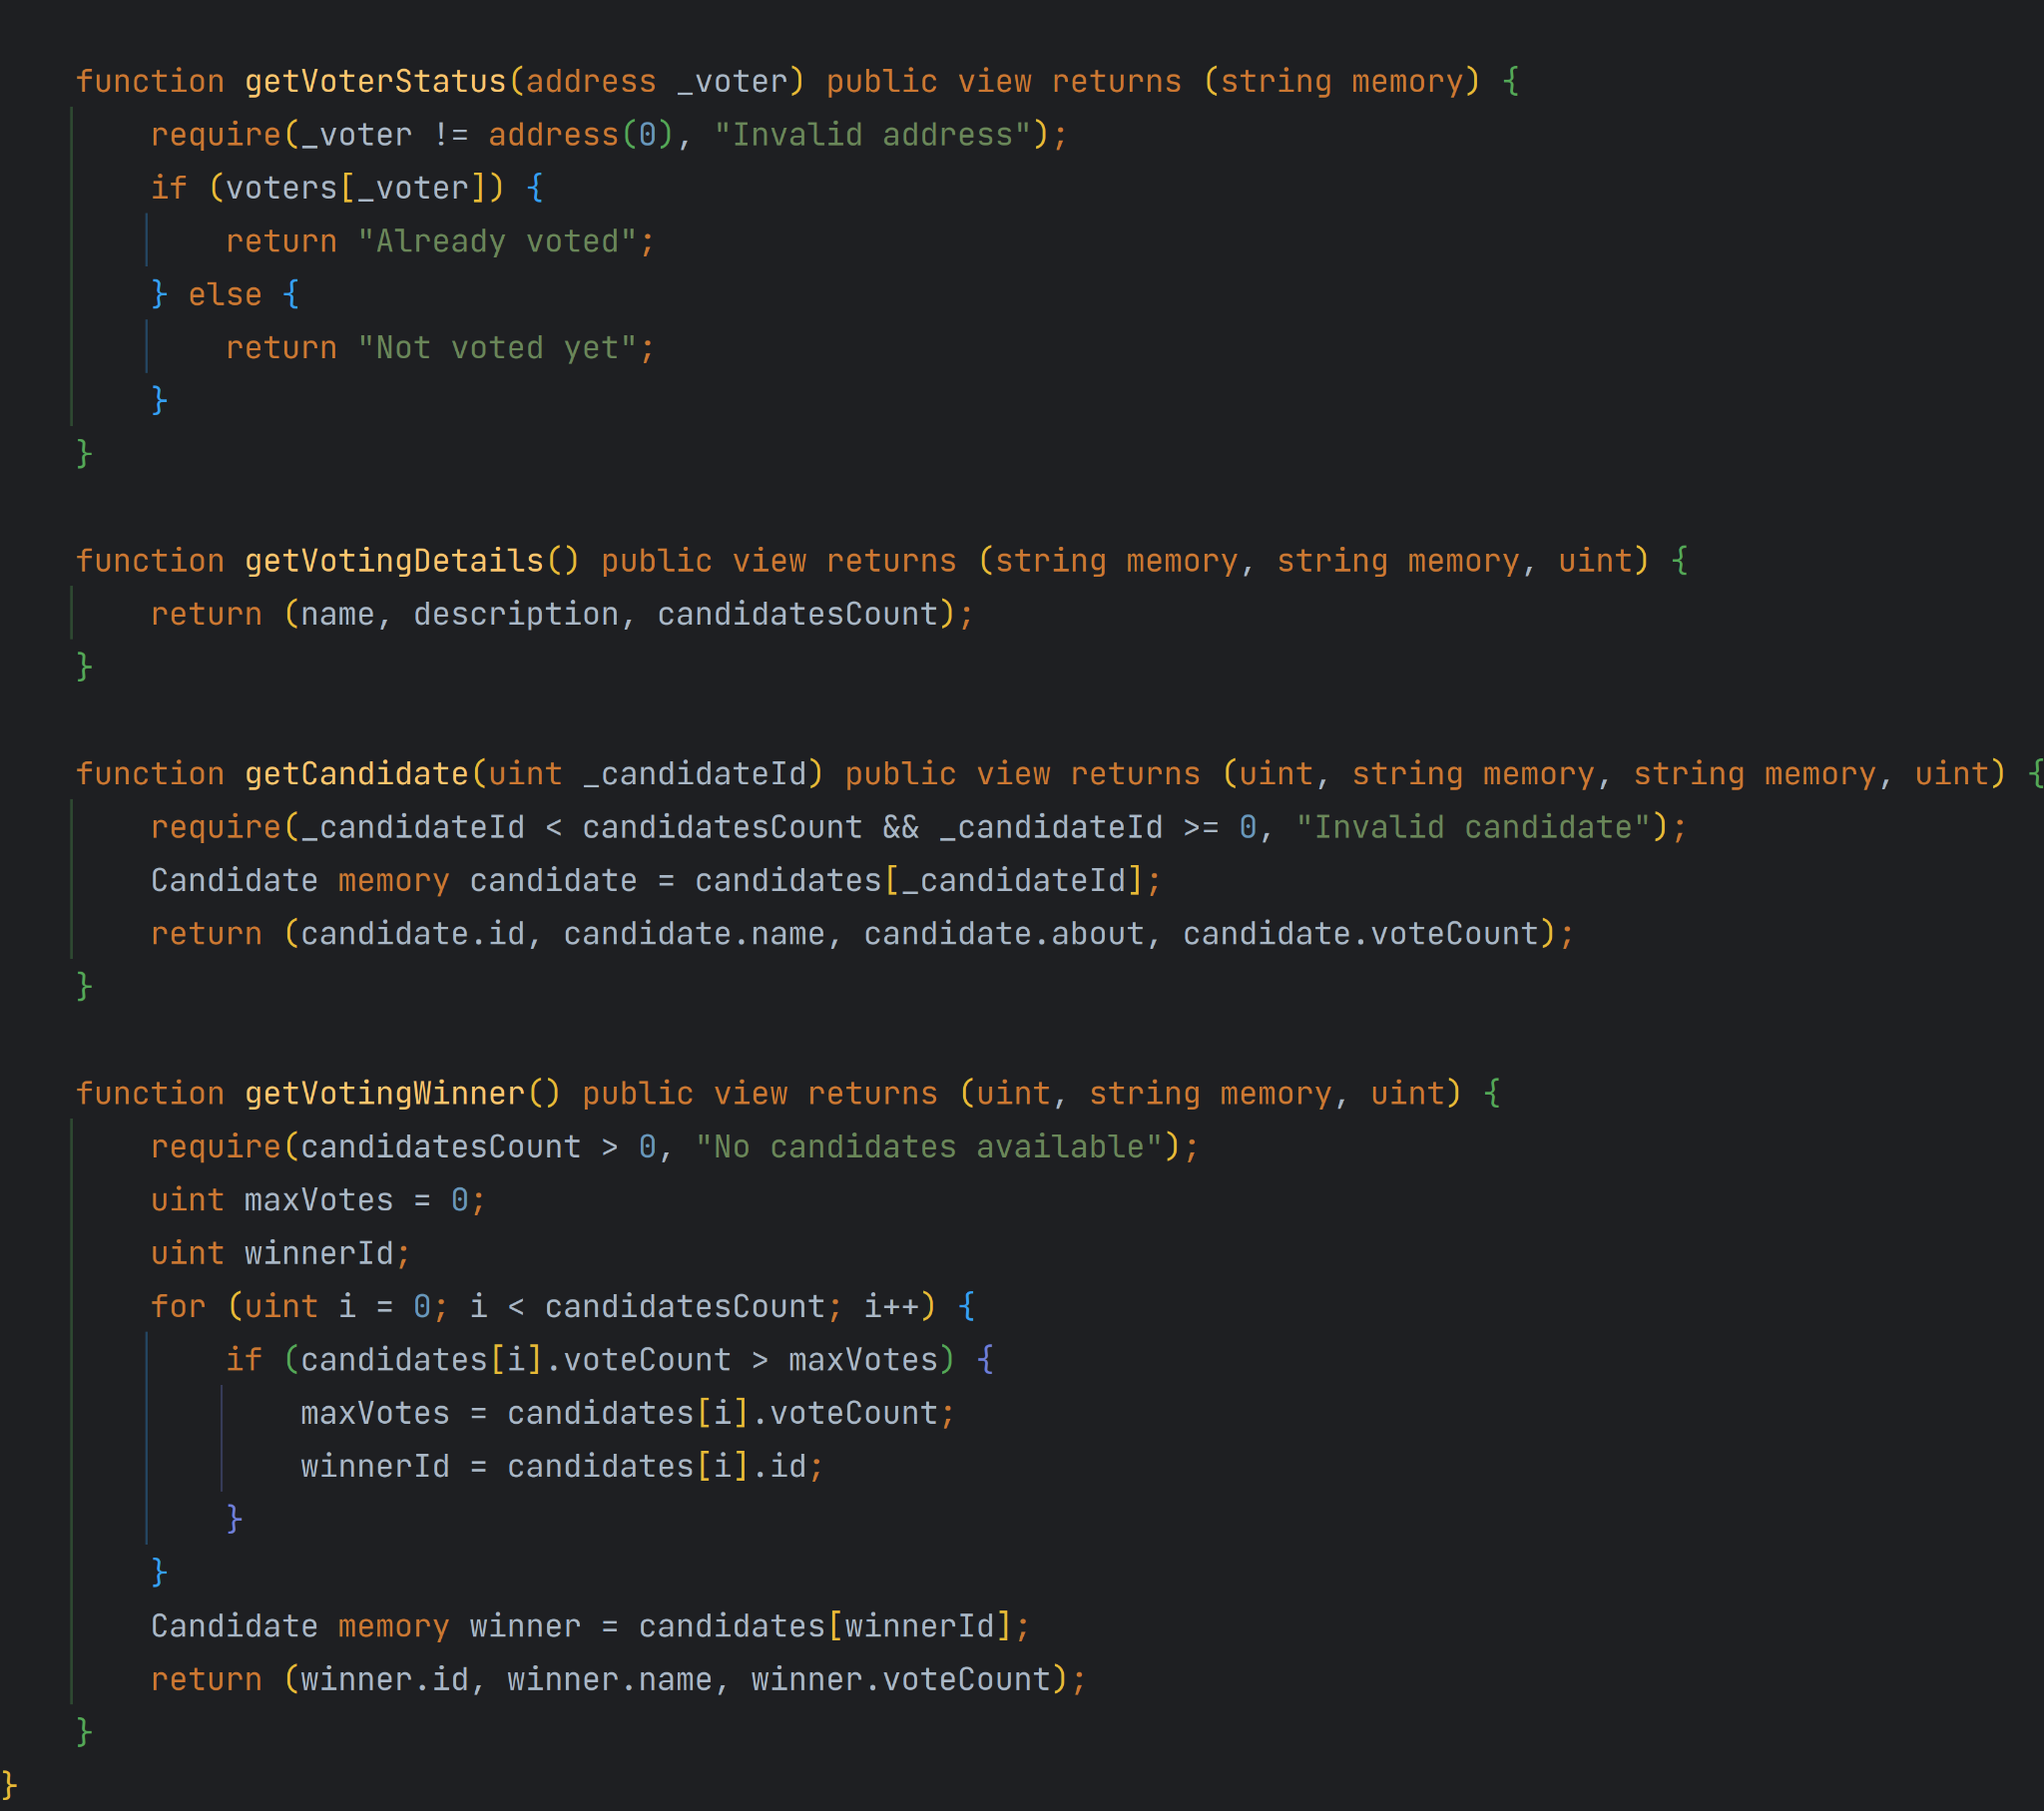 function getVoterStatus(address _voter) public view returns (string memory) {
require(_voter != address(0), "Invalid address");
if (voters[_voter]) {
return "Already voted";
} else {
return "Not voted yet";
}
}
function getVotingDetails() public view returns (string memory, string memory, uint) {
return (name, description, candidatesCount);
}
function getCandidate(uint _candidateId) public view returns (uint, string memory, string memory, uint) {
require(_candidateId < candidatesCount && _candidateId >= 0, "Invalid candidate");
Candidate memory candidate = candidates[_candidateId];
return (candidate.id, candidate.name, candidate.about, candidate.voteCount);
}
function getVotingWinner() public view returns (uint, string memory, uint) {
require(candidatesCount > 0, "No candidates available");
uint maxVotes = 0;
uint winnerId;
for (uint i = 0; i < candidatesCount; i++) {
if (candidates[i].voteCount > maxVotes) {
maxVotes = candidates[i].voteCount;
winnerId = candidates[i].id;
}
}
Candidate memory winner = candidates[winnerId];
return (winner.id, winner.name, winner.voteCount);
}
}